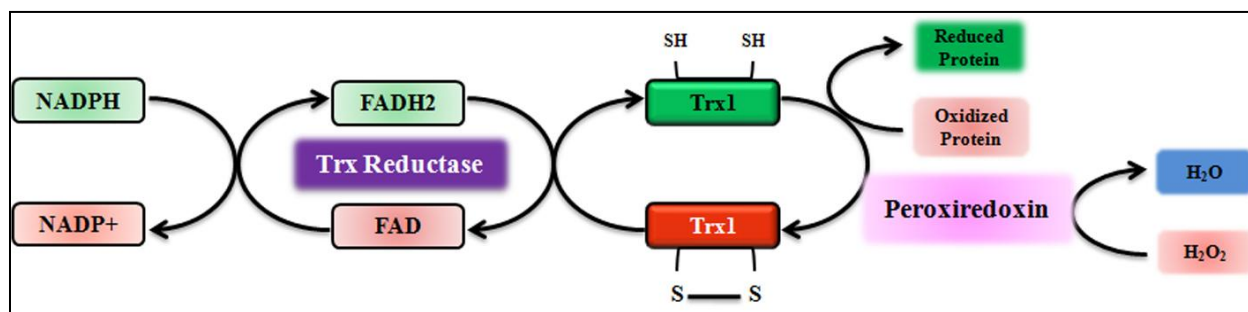 SH SH
Reduced
Protein
NADPH
FADH2
Trx1
Oxidized
Protein
Trx Reductase
H₂O
Peroxiredoxin
NADP+
FAD
Trx1
H₂O₂
S S